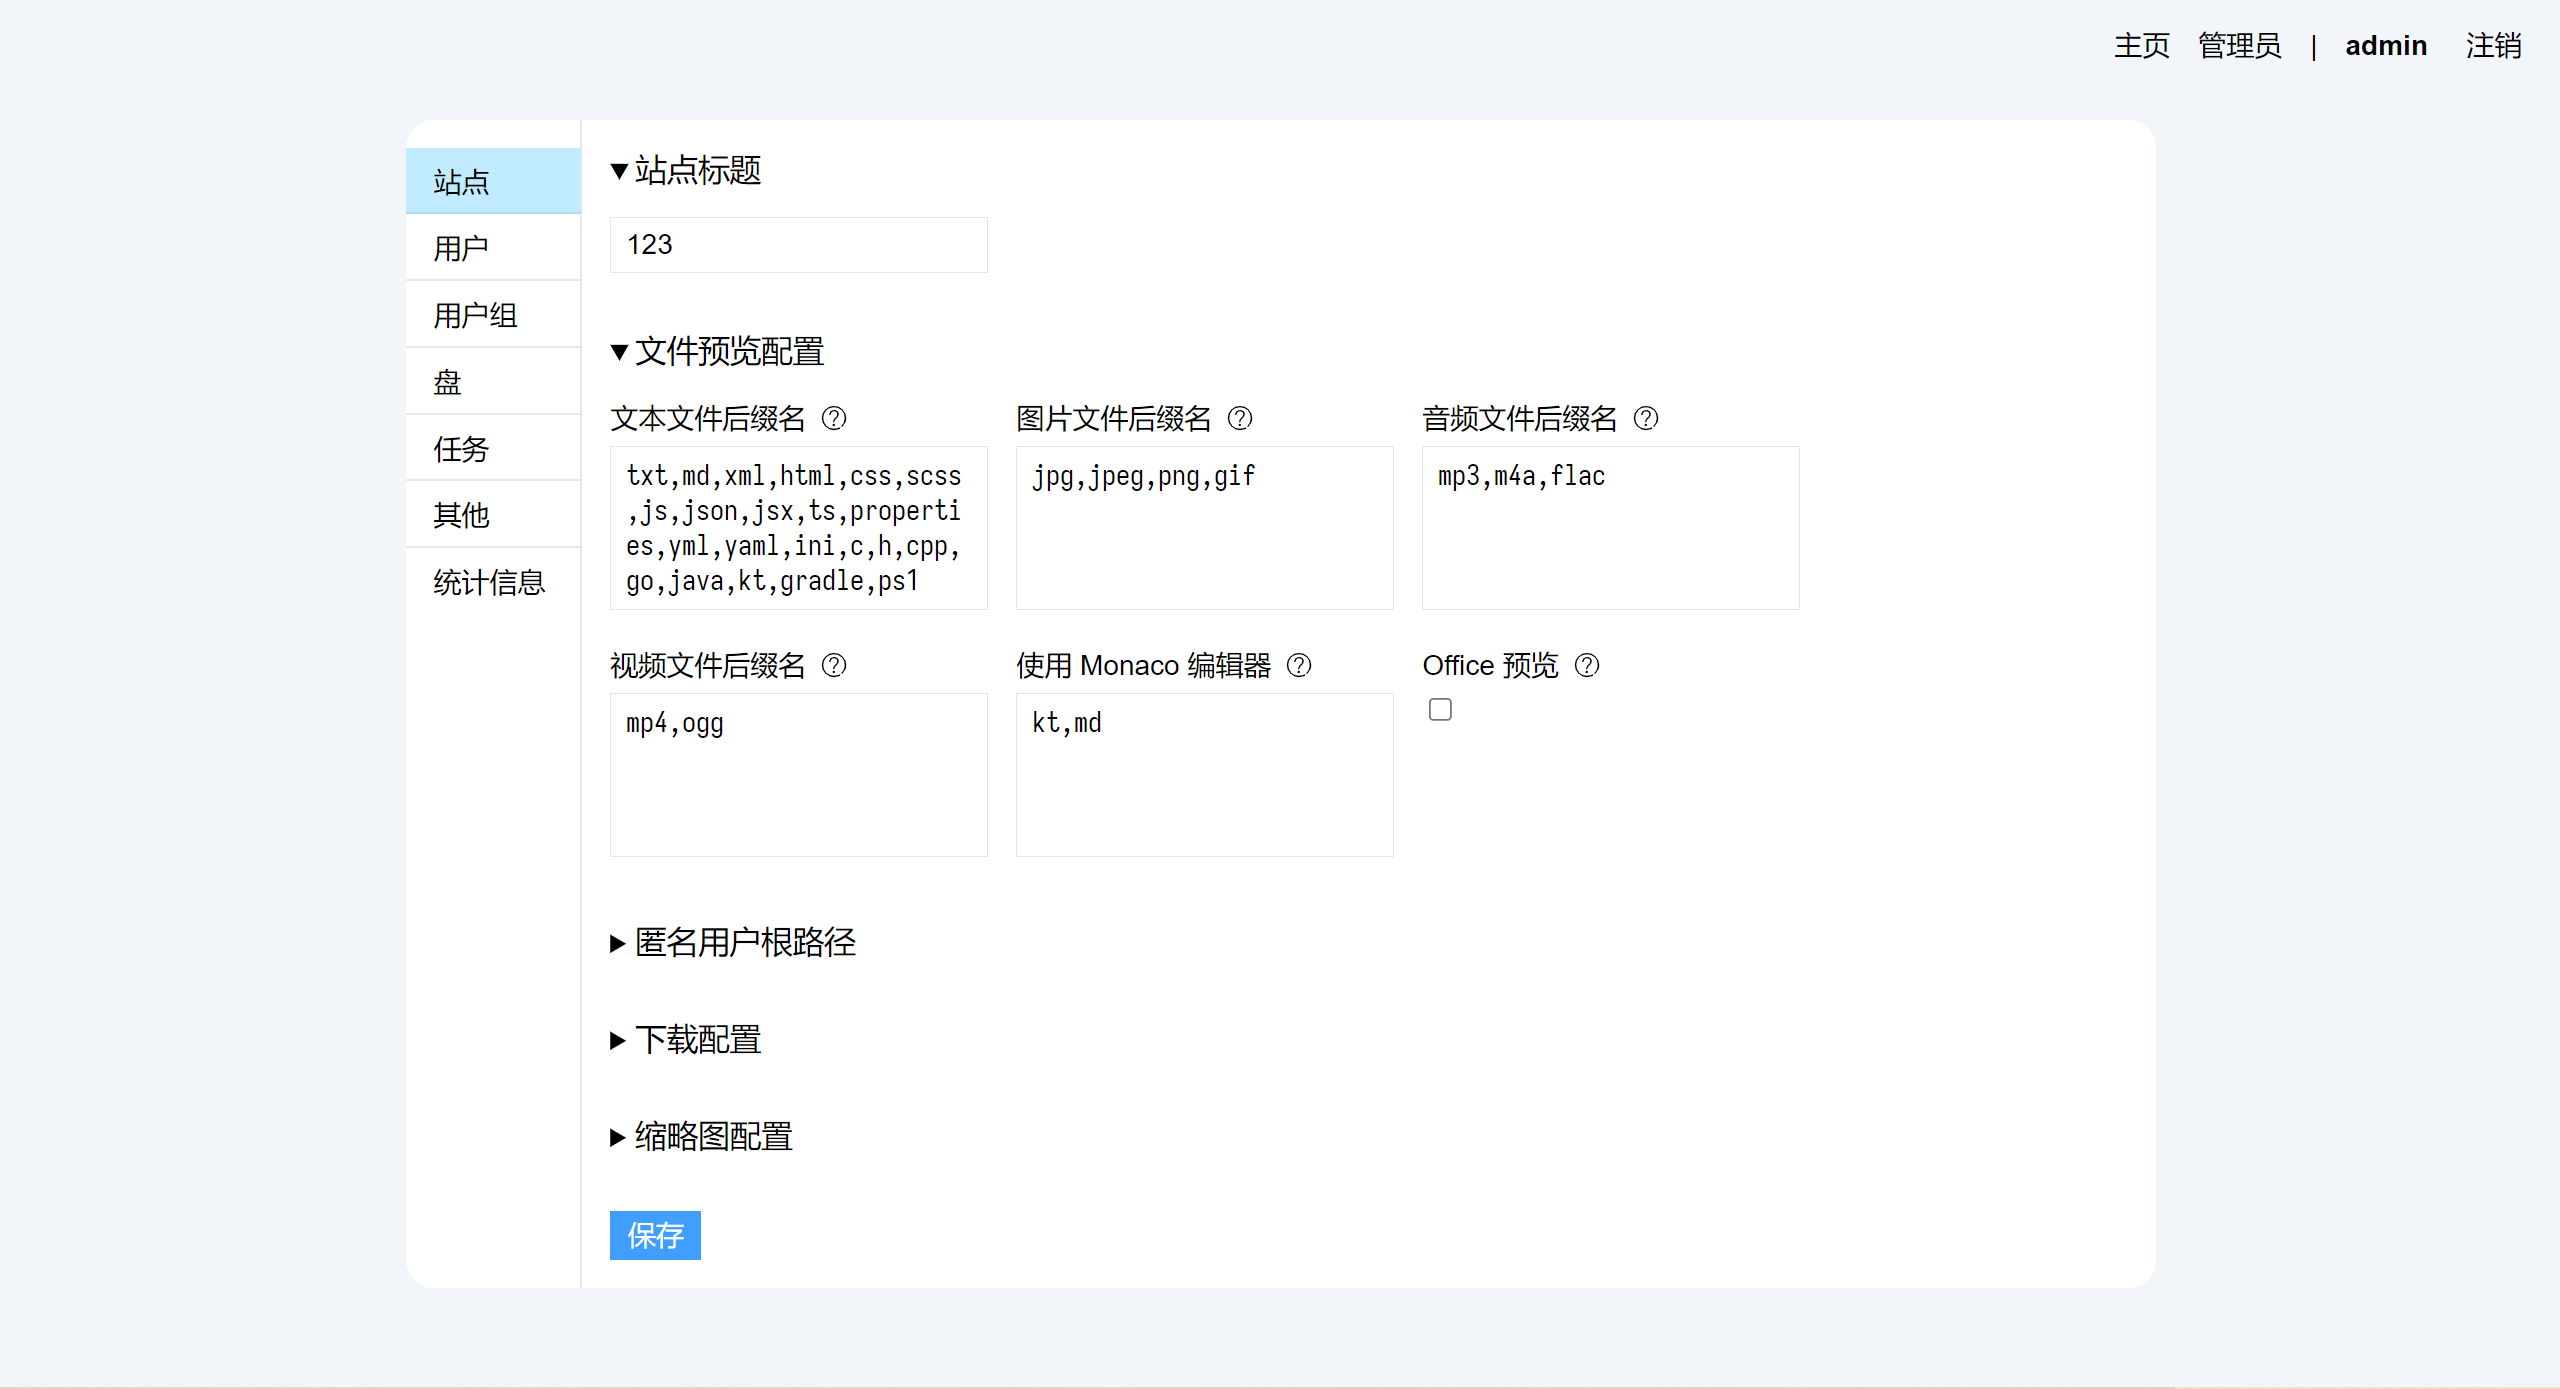 主页 管理员 | admin 注销
站点
用户
用户组
盘
任务
其他
统计信息
站点标题
123
文件预览配置
文本文件后缀名
txt,md,xml,html,css,scss
,js,json,jsx,ts,properti
es,yml,yaml,ini,c,h,cpp,
go,java,kt,gradle,ps1
图片文件后缀名
jpg,jpeg,png,gif
音频文件后缀名
mp3,m4a,flac
视频文件后缀名
mp4,ogg
使用 Monaco 编辑器
kt,md
Office 预览
匿名用户根路径
下载配置
缩略图配置
保存